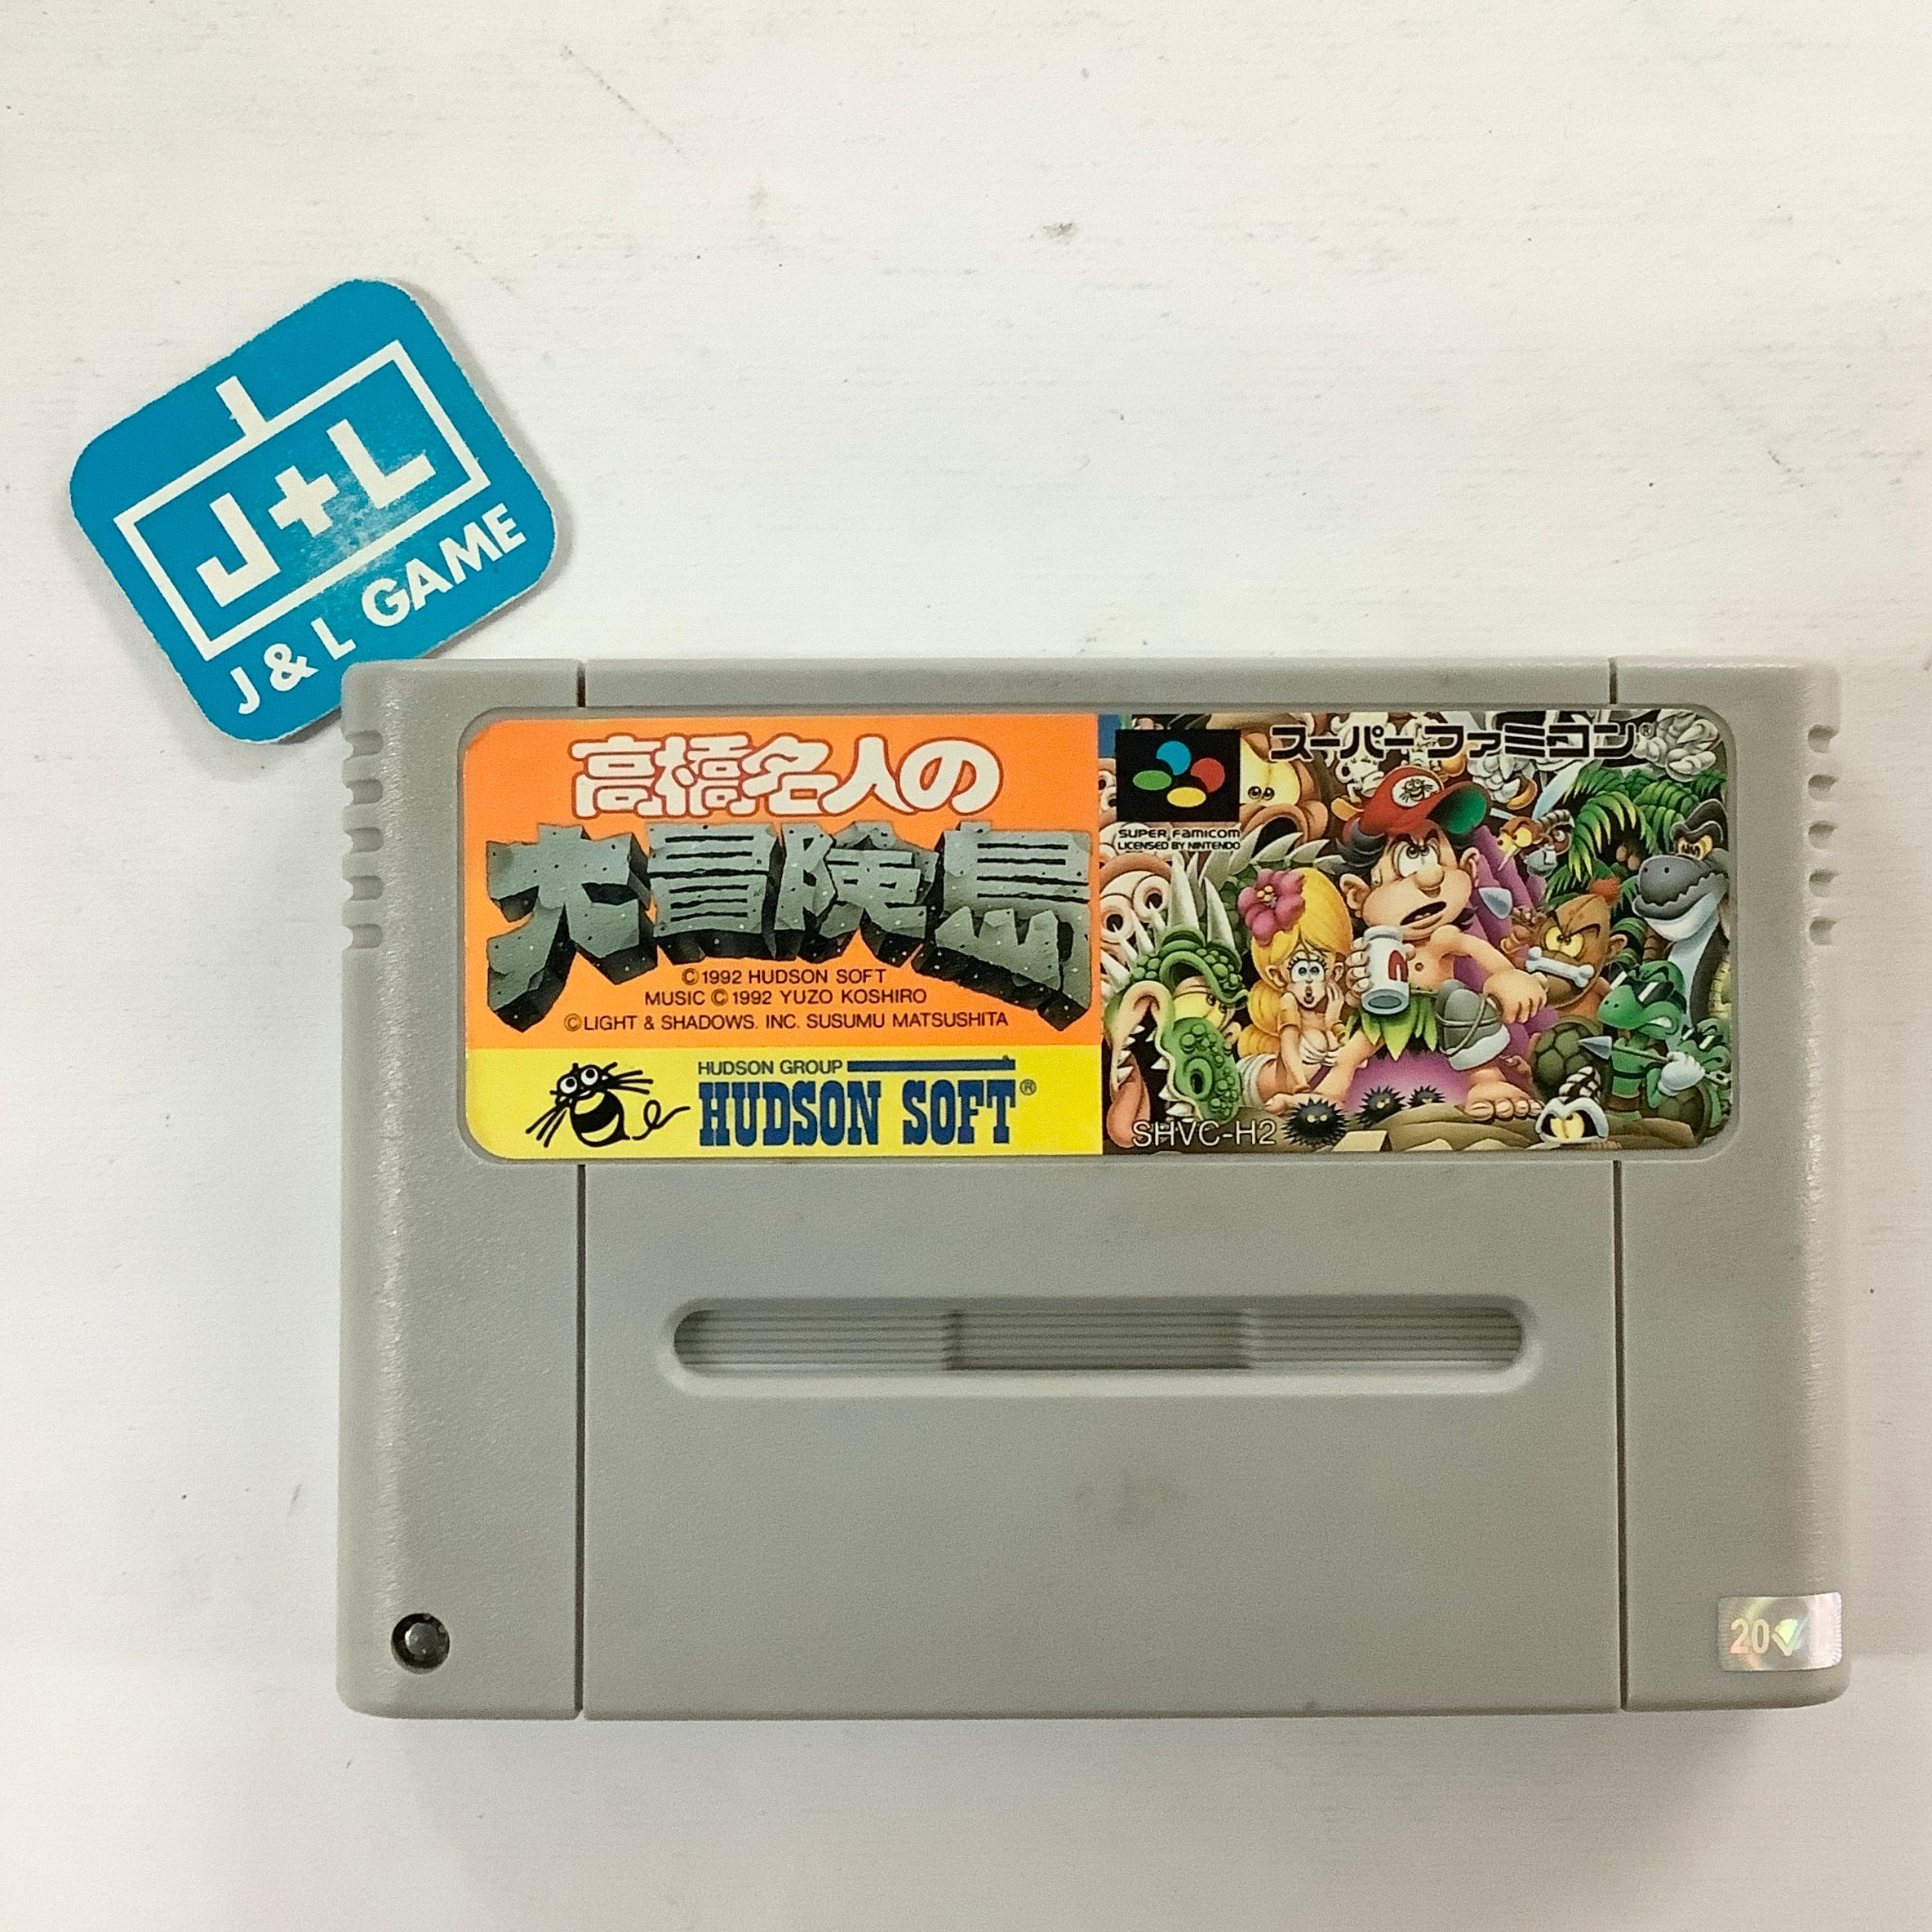 J+L
J & L GAME
高橋名人の
大冒険島
©1992 HUDSON SOFT
MUSIC ©1992 YUZO KOSHIRO
©LIGHT & SHADOWS. INC. SUSUMU MATSUSHITA
HUDSON GROUP
HUDSON SOFT®
スーパーファミコン®
SUPER FAMICOM
LICENSED BY NINTENDO
SHVC-H2
20